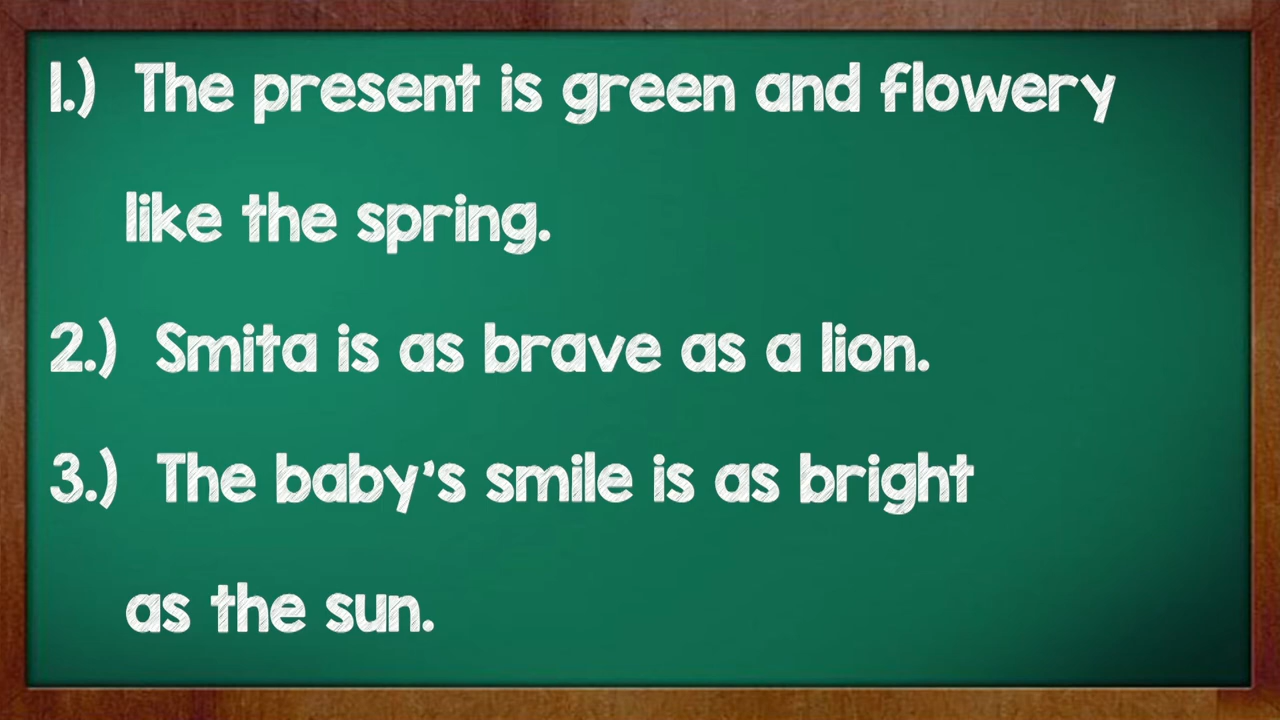 1.) The present is green and flowery
like the spring.
2.) Smita is as brave as a lion.
3.) The baby's smile is as bright
as the sun.